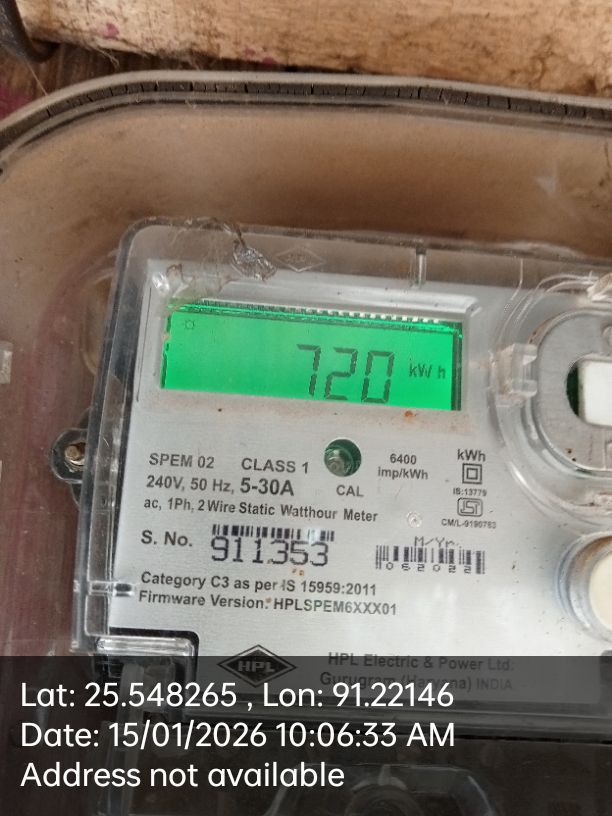 720 kWh
SPEM 02 CLASS 1
240V, 50 Hz, 5-30A
CAL
6400
imp/kWh
kWh
IS:13779
CM/L-9190783
ac, 1Ph, 2 Wire Static Watthour Meter
S. No. 911353
M/Yr.
062022
Category C3 as per IS 15959:2011
Firmware Version: HPLSPEM6XXX01
HPL
HPL Electric & Power Ltd.
Gurugram (Haryana) INDIA
Lat: 25.548265 , Lon: 91.22146
Date: 15/01/2026 10:06:33 AM
Address not available